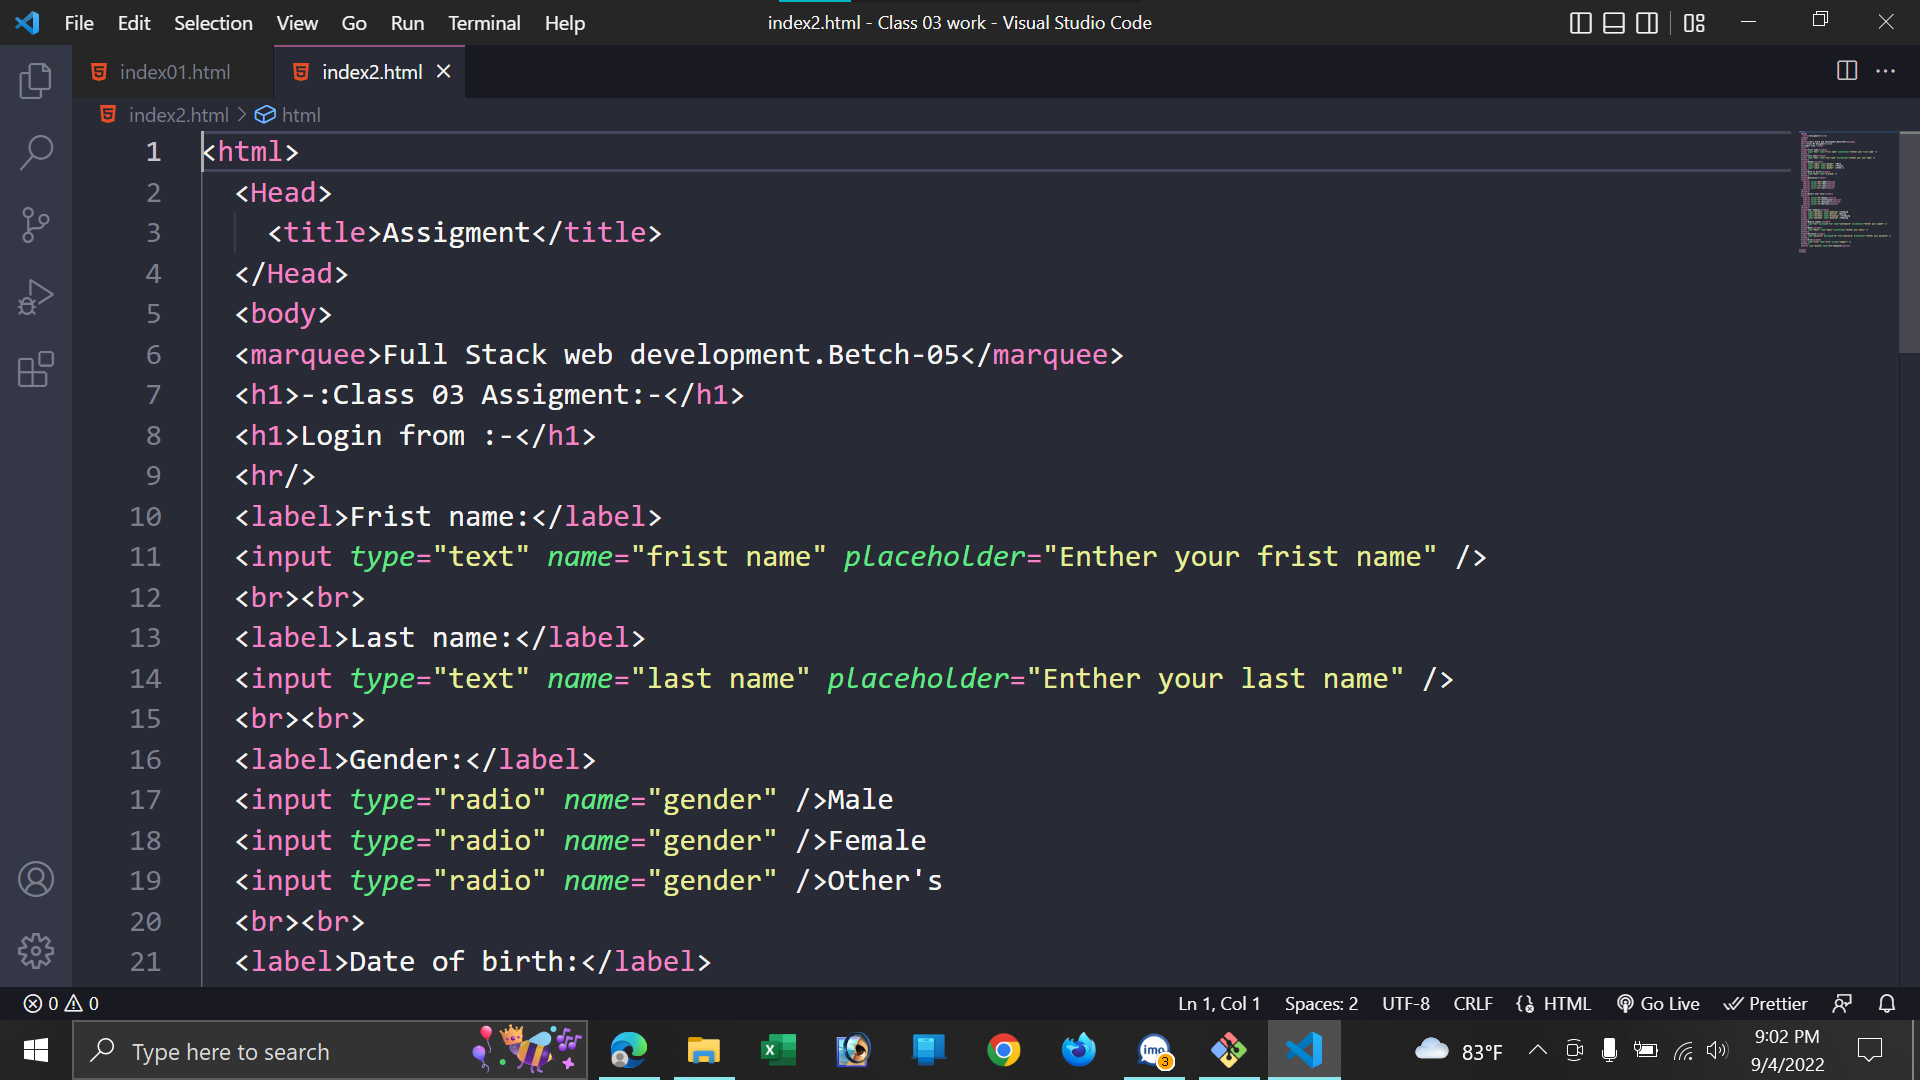 File Edit Selection View Go Run Terminal Help index2.html - Class 03 work - Visual Studio Code
index01.html index2.html
index2.html > html
1 <html>
2 <Head>
3 <title>Assigment</title>
4 </Head>
5 <body>
6 <marquee>Full Stack web development.Betch-05</marquee>
7 <h1>-:Class 03 Assigment:-</h1>
8 <h1>Login from :-</h1>
9 <hr/>
10 <label>Frist name:</label>
11 <input type="text" name="frist name" placeholder="Enther your frist name" />
12 <br><br>
13 <label>Last name:</label>
14 <input type="text" name="last name" placeholder="Enther your last name" />
15 <br><br>
16 <label>Gender:</label>
17 <input type="radio" name="gender" />Male
18 <input type="radio" name="gender" />Female
19 <input type="radio" name="gender" />Other's
20 <br><br>
21 <label>Date of birth:</label>
0 0 Ln 1, Col 1 Spaces: 2 UTF-8 CRLF HTML Go Live Prettier
Type here to search imo 3 83°F 9:02 PM
9/4/2022